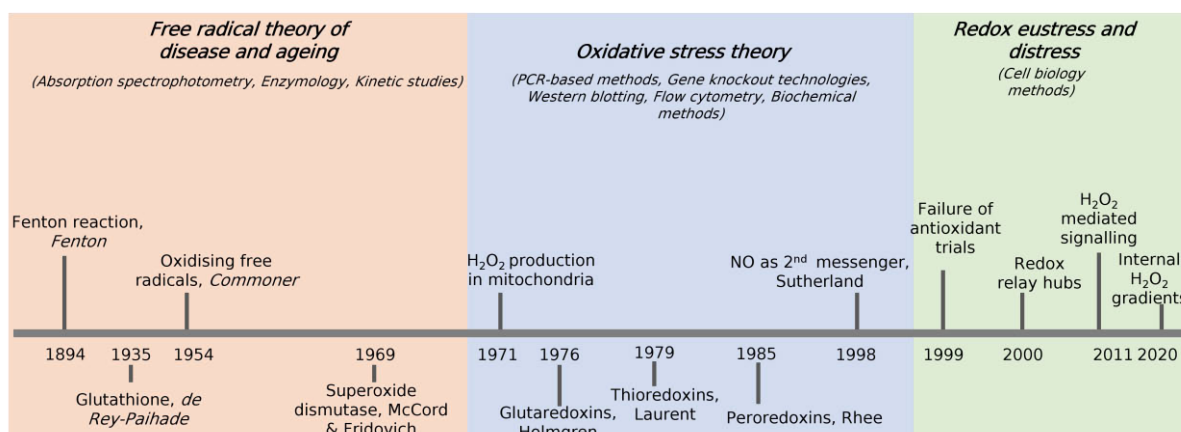 Free radical theory of
disease and ageing
(Absorption spectrophotometry, Enzymology, Kinetic studies)
Oxidative stress theory
(PCR-based methods, Gene knockout technologies,
Western blotting, Flow cytometry, Biochemical
methods)
Redox eustress and
distress
(Cell biology
methods)
Fenton reaction,
Fenton
Oxidising free
radicals, Commoner
H₂O₂ production
in mitochondria
NO as 2ⁿᵈ messenger,
Sutherland
Failure of
antioxidant
trials
Redox
relay hubs
H₂O₂
mediated
signalling
Internal
H₂O₂
gradients
1894
1935
1954
1969
1971
1976
1979
1985
1998
1999
2000
2011
2020
Glutathione, de
Rey-Paihade
Superoxide
dismutase, McCord
& Fridovich
Glutaredoxins,
Holmgren
Thioredoxins,
Laurent
Peroredoxins, Rhee